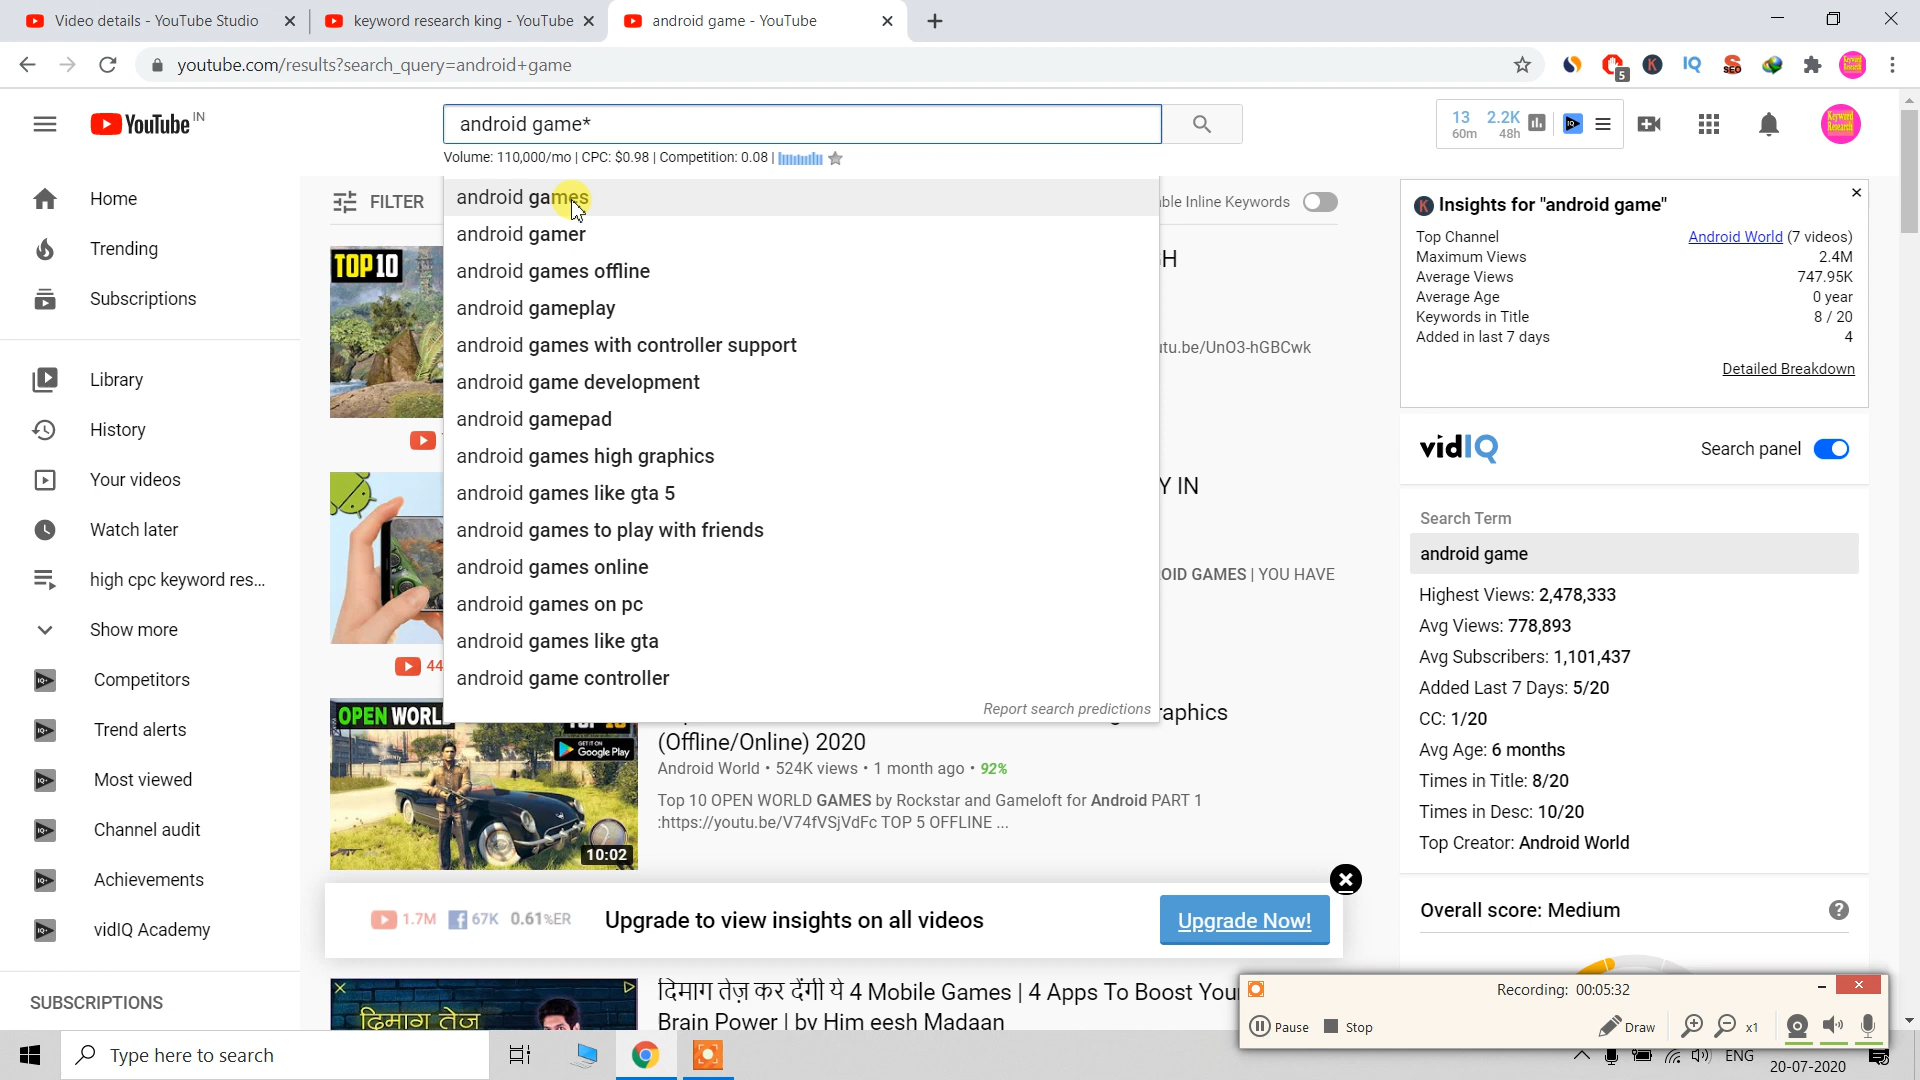 Video details - YouTube Studio
keyword research king - YouTube
android game - YouTube
youtube.com/results?search_query=android+game
5
YouTube IN
android game*
Volume: 110,000/mo | CPC: $0.98 | Competition: 0.08 |
13 60m
2.2K 48h
Keyword Research
Home
Trending
Subscriptions
Library
History
Your videos
Watch later
high cpc keyword res...
Show more
Competitors
Trend alerts
Most viewed
Channel audit
Achievements
vidIQ Academy
SUBSCRIPTIONS
FILTER
ble Inline Keywords
android games
android gamer
android games offline
android gameplay
android games with controller support
android game development
android gamepad
android games high graphics
android games like gta 5
android games to play with friends
android games online
android games on pc
android games like gta
android game controller
Report search predictions
TOP 10
H
utu.be/UnO3-hGBCwk
Y IN
OID GAMES | YOU HAVE
44
OPEN WORL
GET IT ON
Google Play
10:02
raphics
(Offline/Online) 2020
Android World • 524K views • 1 month ago • 92%
Top 10 OPEN WORLD GAMES by Rockstar and Gameloft for Android PART 1
:https://youtu.be/V74fVSjVdFc TOP 5 OFFLINE ...
1.7M 67K 0.61%ER
Upgrade to view insights on all videos
Upgrade Now!
दिमाग तेज
दिमाग तेज़ कर देंगी ये 4 Mobile Games | 4 Apps To Boost Your
Brain Power | by Him eesh Madaan
Insights for "android game"
Top Channel Android World (7 videos)
Maximum Views 2.4M
Average Views 747.95K
Average Age 0 year
Keywords in Title 8 / 20
Added in last 7 days 4
Detailed Breakdown
vidIQ
Search panel
Search Term
android game
Highest Views: 2,478,333
Avg Views: 778,893
Avg Subscribers: 1,101,437
Added Last 7 Days: 5/20
CC: 1/20
Avg Age: 6 months
Times in Title: 8/20
Times in Desc: 10/20
Top Creator: Android World
Overall score: Medium
Recording: 00:05:32
Pause
Stop
Draw
x1
Type here to search
ENG
20-07-2020